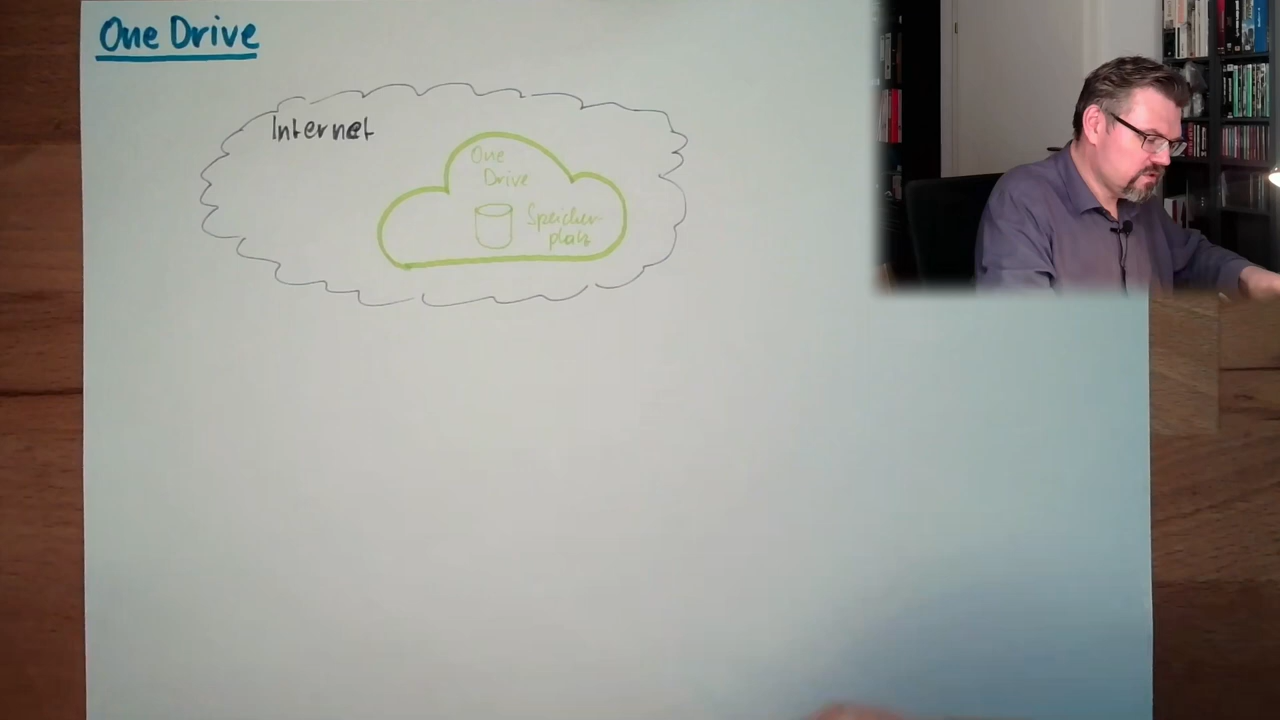 One Drive
Internet
One
Drive
Speicher-
platz